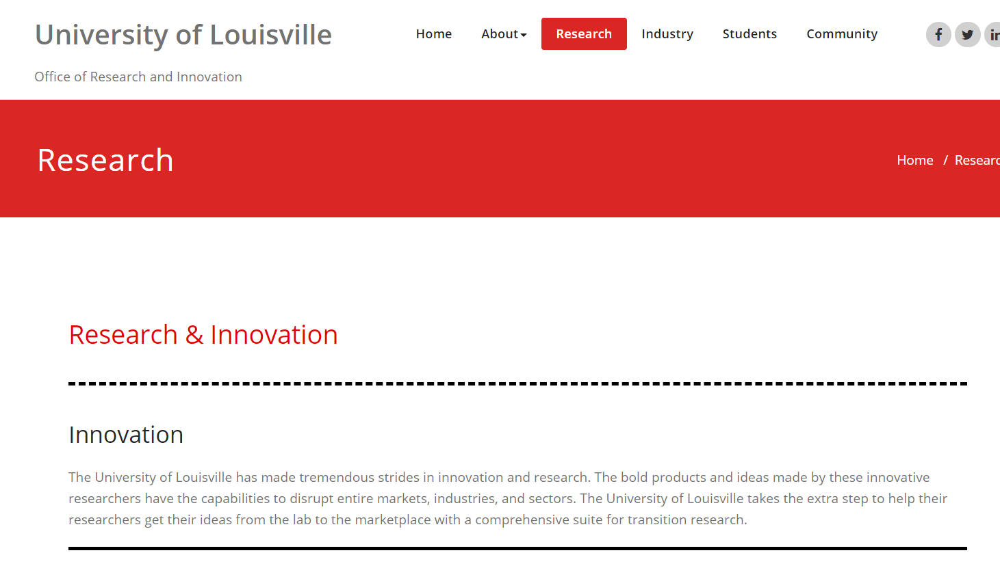 University of Louisville
Home About Research Industry Students Community
Office of Research and Innovation
Research
Home / Researc
Research & Innovation
Innovation
The University of Louisville has made tremendous strides in innovation and research. The bold products and ideas made by these innovative
researchers have the capabilities to disrupt entire markets, industries, and sectors. The University of Louisville takes the extra step to help their
researchers get their ideas from the lab to the marketplace with a comprehensive suite for transition research.